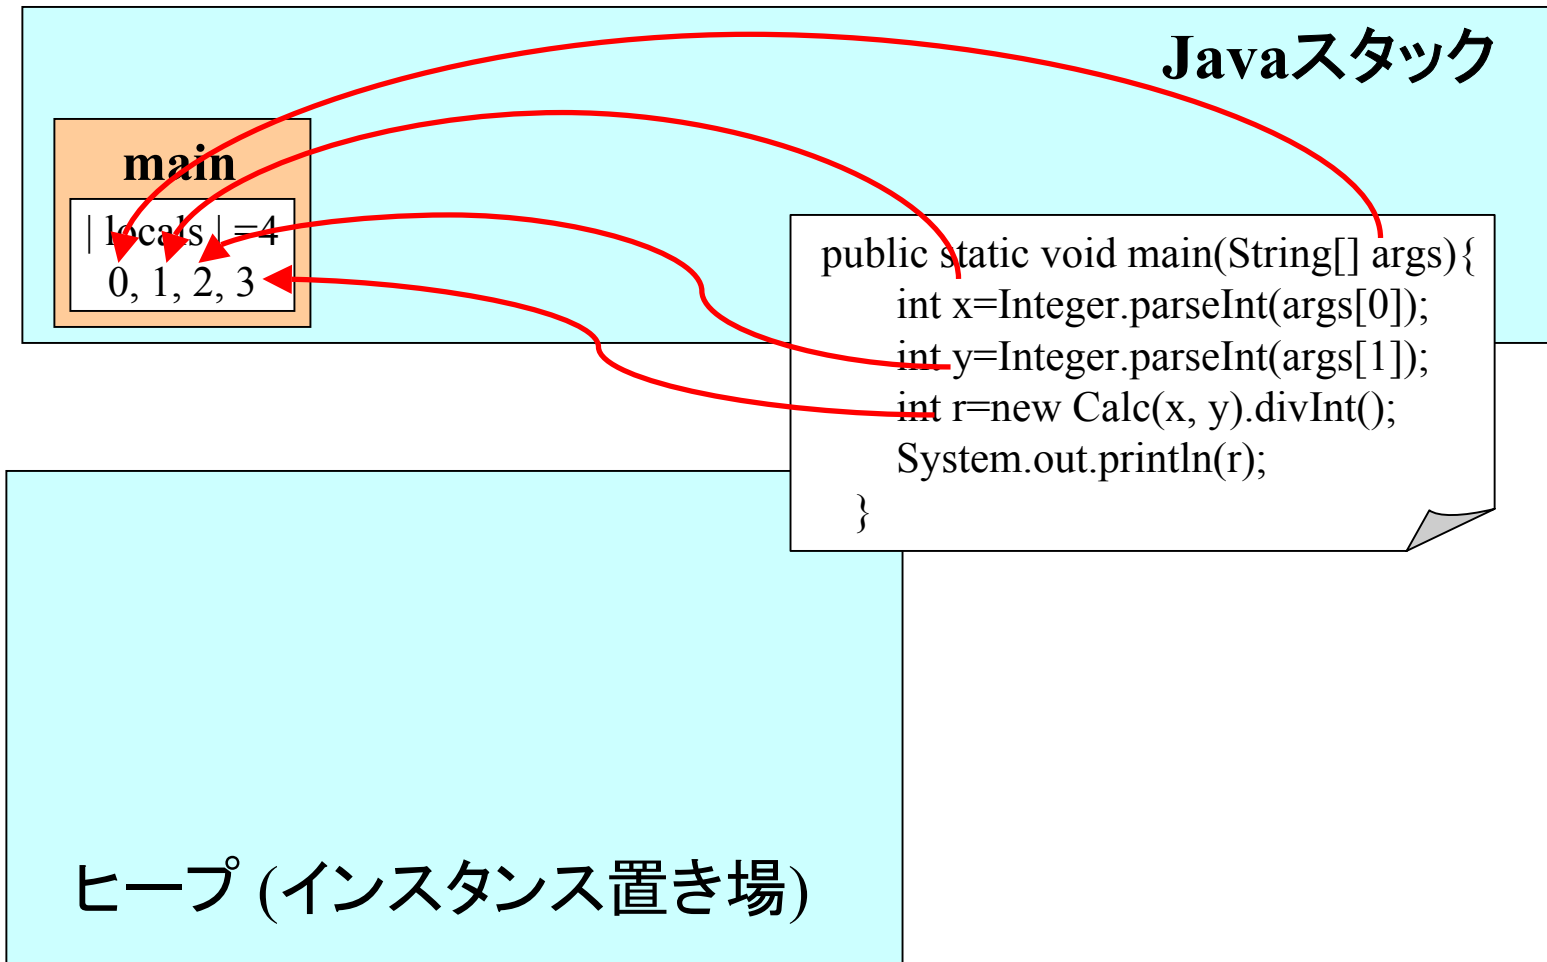 Javaスタック
main
| locals | =4
0, 1, 2, 3
public static void main(String[] args){
int x=Integer.parseInt(args[0]);
int y=Integer.parseInt(args[1]);
int r=new Calc(x, y).divInt();
System.out.println(r);
}
ヒープ (インスタンス置き場)